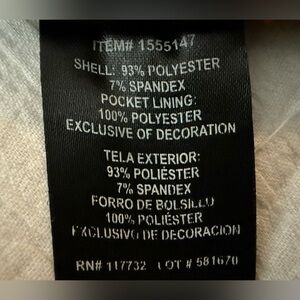 ITEM# 1555147
SHELL: 93% POLYESTER
7% SPANDEX
POCKET LINING:
100% POLYESTER
EXCLUSIVE OF DECORATION
TELA EXTERIOR:
93% POLIÉSTER
7% SPANDEX
FORRO DE BOLSILLO
100% POLIÉSTER
EXCLUSIVO DE DECORACION
RN# 117732 LOT # 581670